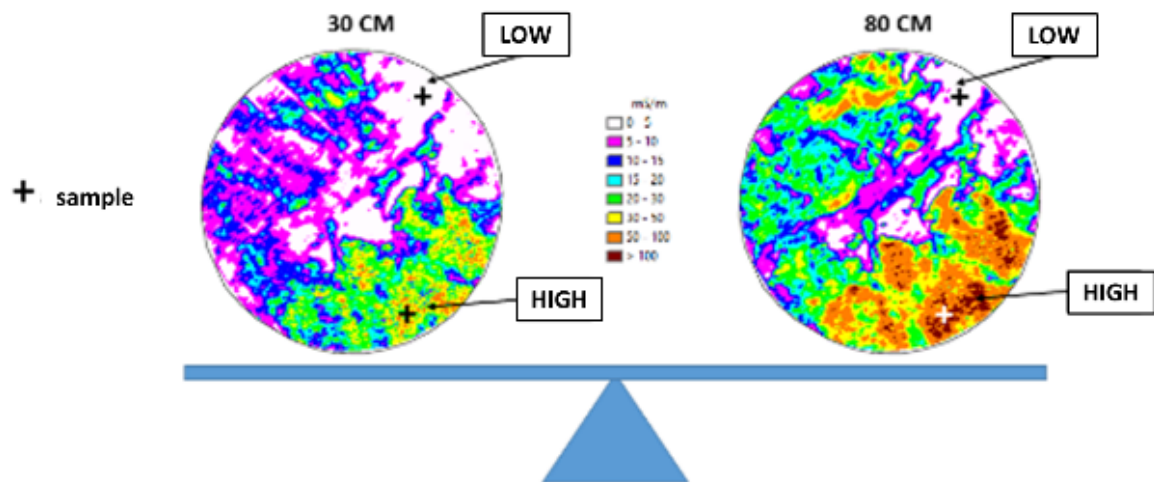 30 CM
LOW
80 CM
LOW
mS/m
0 - 5
5 - 10
10 - 15
15 - 20
20 - 30
30 - 50
50 - 100
> 100
+ sample
HIGH
HIGH